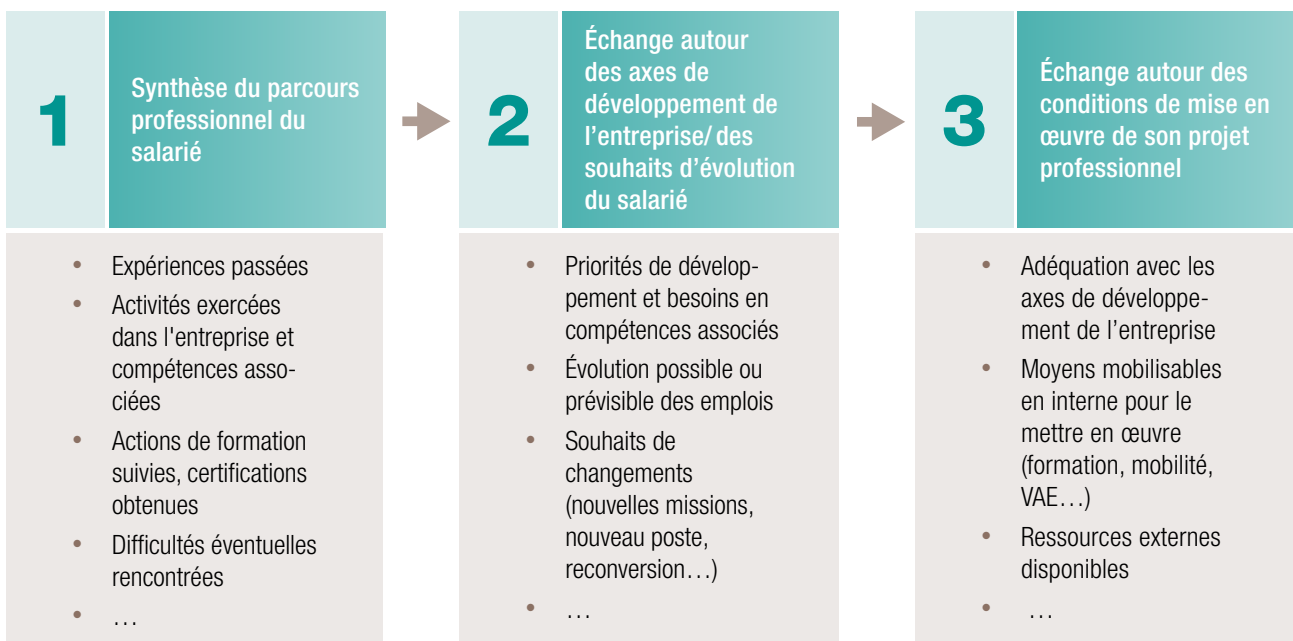 1
Synthèse du parcours
professionnel du
salarié
• Expériences passées
• Activités exercées
dans l'entreprise et
compétences asso-
ciées
• Actions de formation
suivies, certifications
obtenues
• Difficultés éventuelles
rencontrées
• …
2
Échange autour
des axes de
développement de
l’entreprise/ des
souhaits d’évolution
du salarié
• Priorités de dévelop-
pement et besoins en
compétences associés
• Évolution possible ou
prévisible des emplois
• Souhaits de
changements
(nouvelles missions,
nouveau poste,
reconversion…)
• …
3
Échange autour des
conditions de mise en
œuvre de son projet
professionnel
• Adéquation avec les
axes de développe-
ment de l’entreprise
• Moyens mobilisables
en interne pour le
mettre en œuvre
(formation, mobilité,
VAE…)
• Ressources externes
disponibles
• …